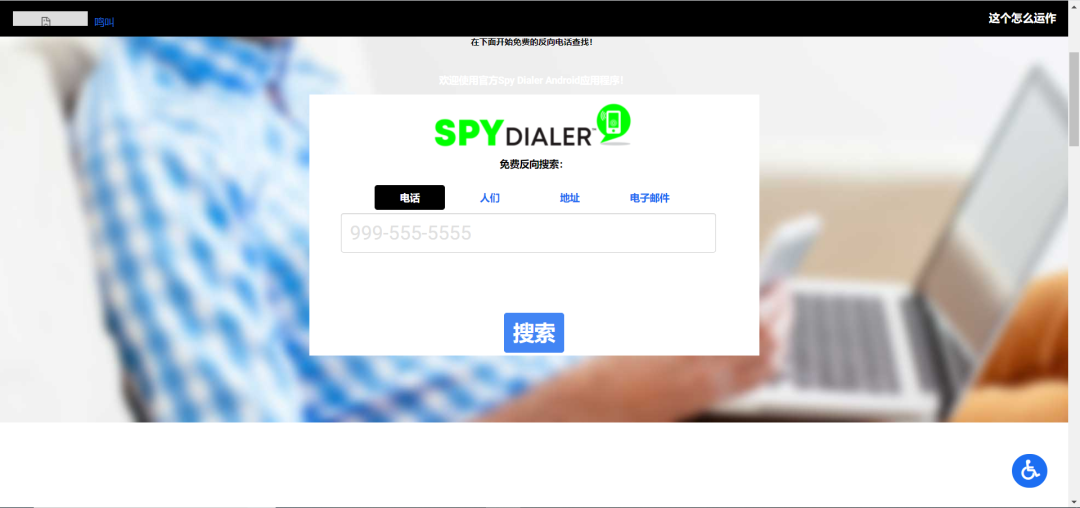 鸣叫
这个怎么运作
在下面开始免费的反向电话查找！
欢迎使用官方Spy Dialer Android应用程序！
SPYDIALER™
免费反向搜索：
电话 人们 地址 电子邮件
999-555-5555
搜索